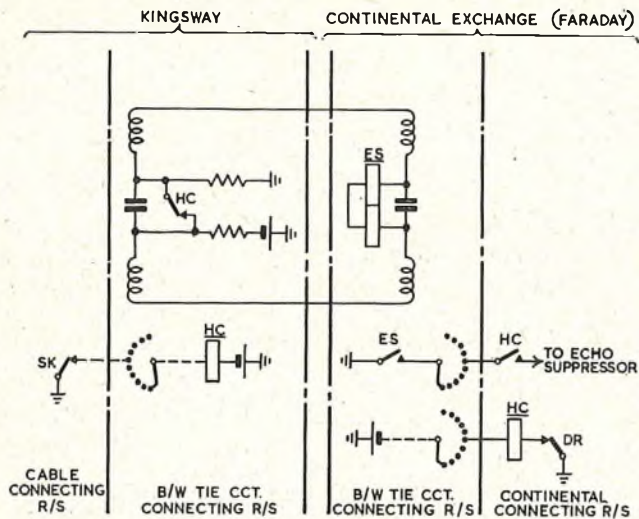 KINGSWAY
CONTINENTAL EXCHANGE (FARADAY)
HC
ES
SK
HC
ES
HC
TO ECHO
SUPPRESSOR
HC
DR
CABLE
CONNECTING
R/S
B/W TIE CCT.
CONNECTING R/S
B/W TIE CCT.
CONNECTING R/S
CONTINENTAL
CONNECTING R/S